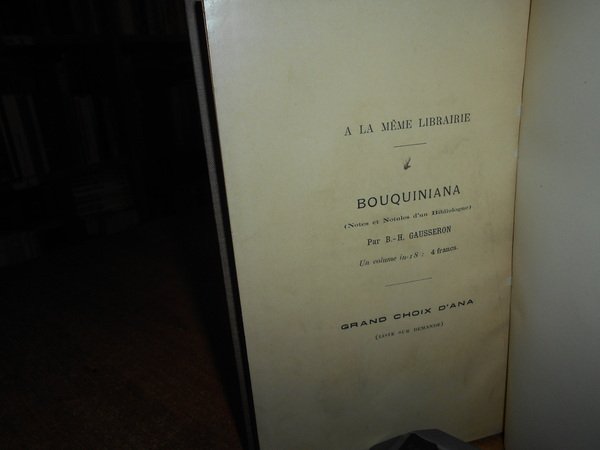 A LA MÊME LIBRAIRIE
BOUQUINIANA
(Notes et Notules d'un Bibliologue)
Par B.-H. GAUSSERON
Un volume in-18 : 4 francs.
GRAND CHOIX D'ANA
(LISTE SUR DEMANDE)